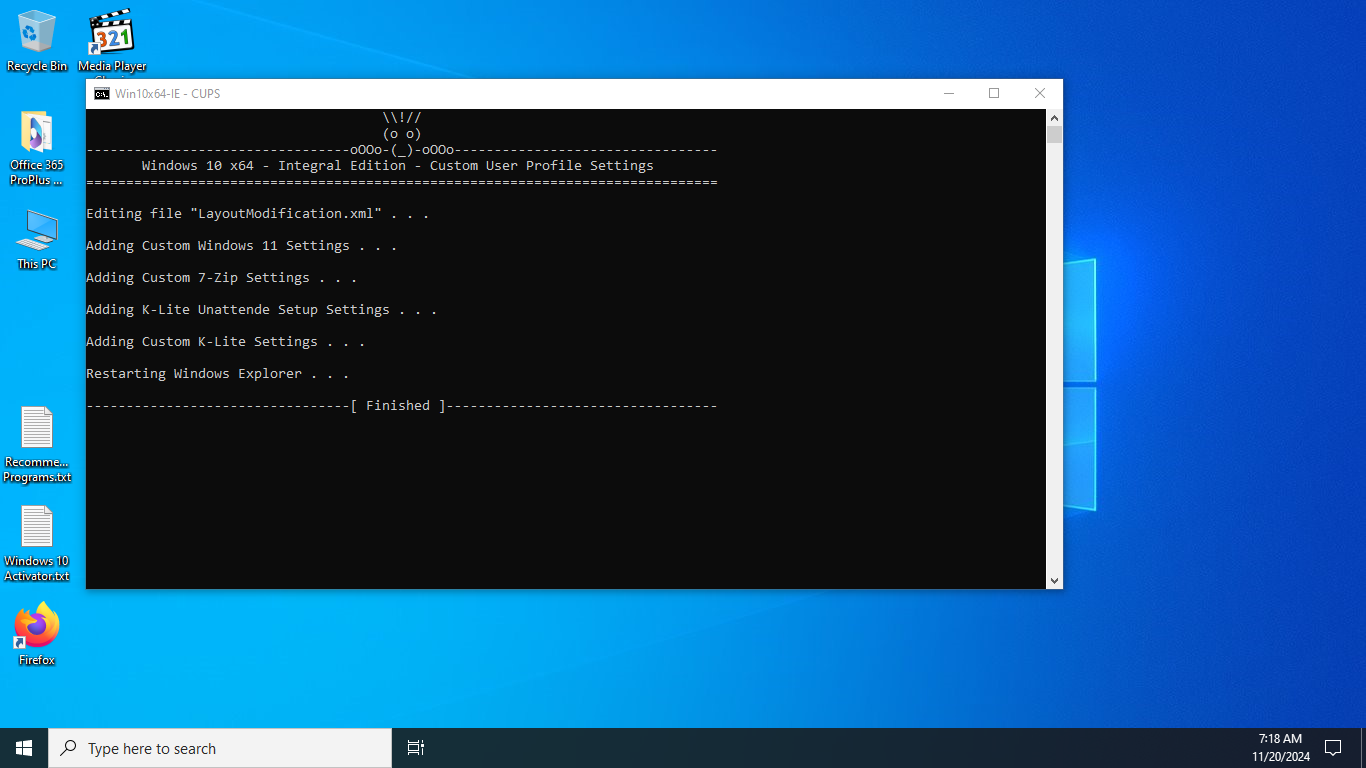 Recycle Bin
321
Media Player
Office 365
ProPlus ...
This PC
Recomme...
Programs.txt
Windows 10
Activator.txt
Firefox
Win10x64-IE - CUPS
\\!//
(o o)
---------------------------------oOOo-(_)-oOOo---------------------------------
Windows 10 x64 - Integral Edition - Custom User Profile Settings
===============================================================================
Editing file "LayoutModification.xml" . . .
Adding Custom Windows 11 Settings . . .
Adding Custom 7-Zip Settings . . .
Adding K-Lite Unattende Setup Settings . . .
Adding Custom K-Lite Settings . . .
Restarting Windows Explorer . . .
---------------------------------[ Finished ]----------------------------------
Type here to search
7:18 AM
11/20/2024